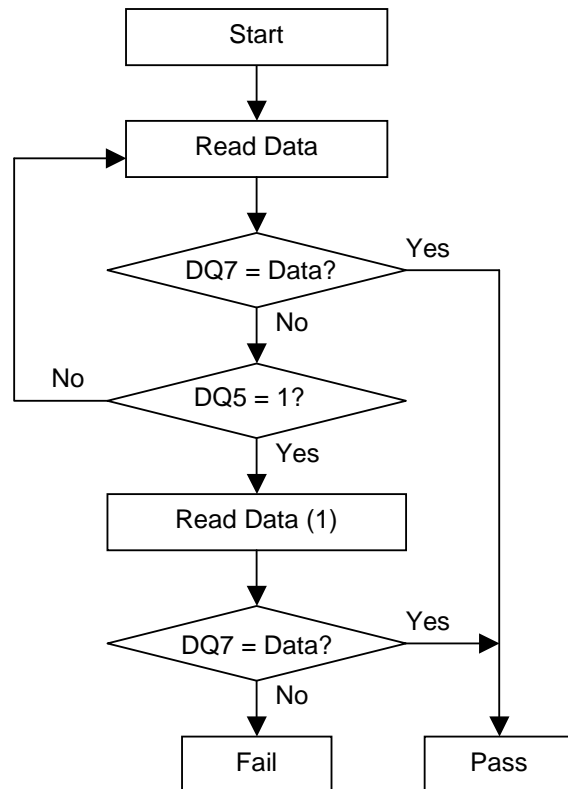 Start
Read Data
Yes
DQ7 = Data?
No
No
DQ5 = 1?
Yes
Read Data (1)
Yes
DQ7 = Data?
No
Fail
Pass